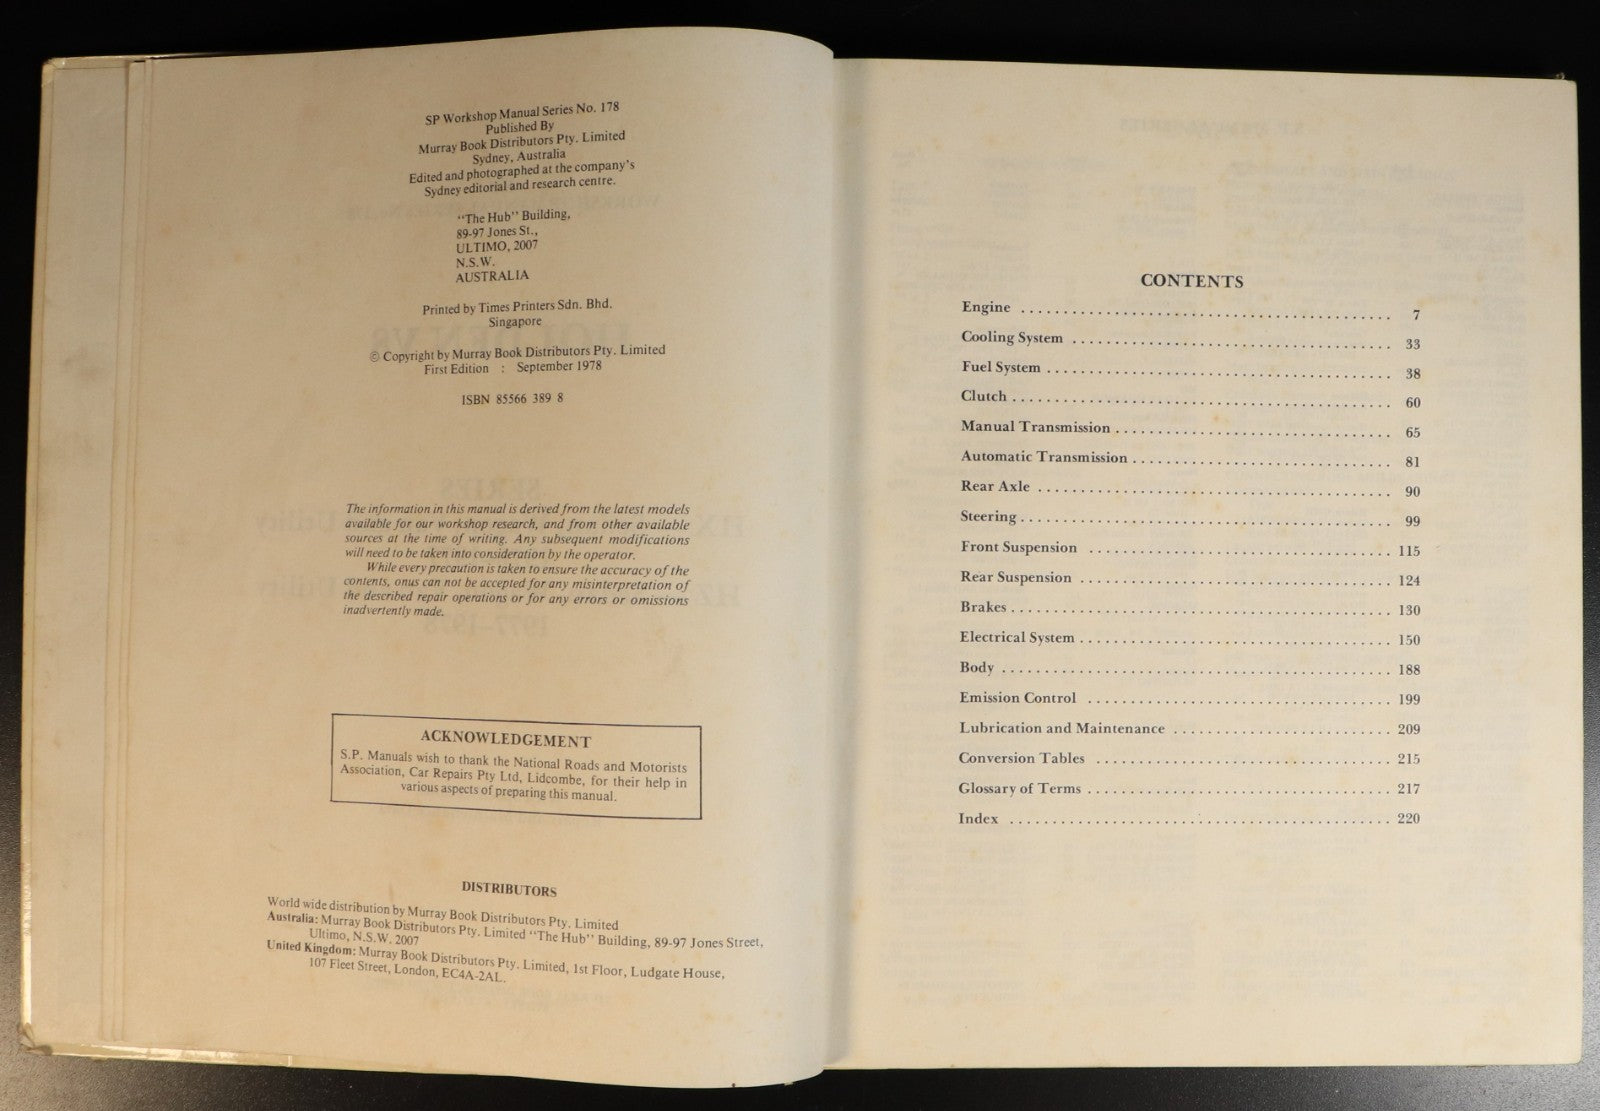 SP Workshop Manual Series No. 178
Published By
Murray Book Distributors Pty. Limited
Sydney, Australia
Edited and photographed at the company's
Sydney editorial and research centre.
"The Hub" Building,
89-97 Jones St.,
ULTIMO, 2007
N.S.W.
AUSTRALIA
Printed by Times Printers Sdn. Bhd.
Singapore
© Copyright by Murray Book Distributors Pty. Limited
First Edition : September 1978
ISBN 85566 389 8
The information in this manual is derived from the latest models
available for our workshop research, and from other available
sources at the time of writing. Any subsequent modifications
will need to be taken into consideration by the operator.
While every precaution is taken to ensure the accuracy of the
contents, onus can not be accepted for any misinterpretation of
the described repair operations or for any errors or omissions
inadvertently made.
ACKNOWLEDGEMENT
S.P. Manuals wish to thank the National Roads and Motorists
Association, Car Repairs Pty Ltd, Lidcombe, for their help in
various aspects of preparing this manual.
DISTRIBUTORS
World wide distribution by Murray Book Distributors Pty. Limited
Australia: Murray Book Distributors Pty. Limited "The Hub" Building, 89-97 Jones Street,
Ultimo, N.S.W. 2007
United Kingdom: Murray Book Distributors Pty. Limited, 1st Floor, Ludgate House,
107 Fleet Street, London, EC4A-2AL.
CONTENTS
Engine 7
Cooling System 33
Fuel System 38
Clutch 60
Manual Transmission 65
Automatic Transmission 81
Rear Axle 90
Steering 99
Front Suspension 115
Rear Suspension 124
Brakes 130
Electrical System 150
Body 188
Emission Control 199
Lubrication and Maintenance 209
Conversion Tables 215
Glossary of Terms 217
Index 220